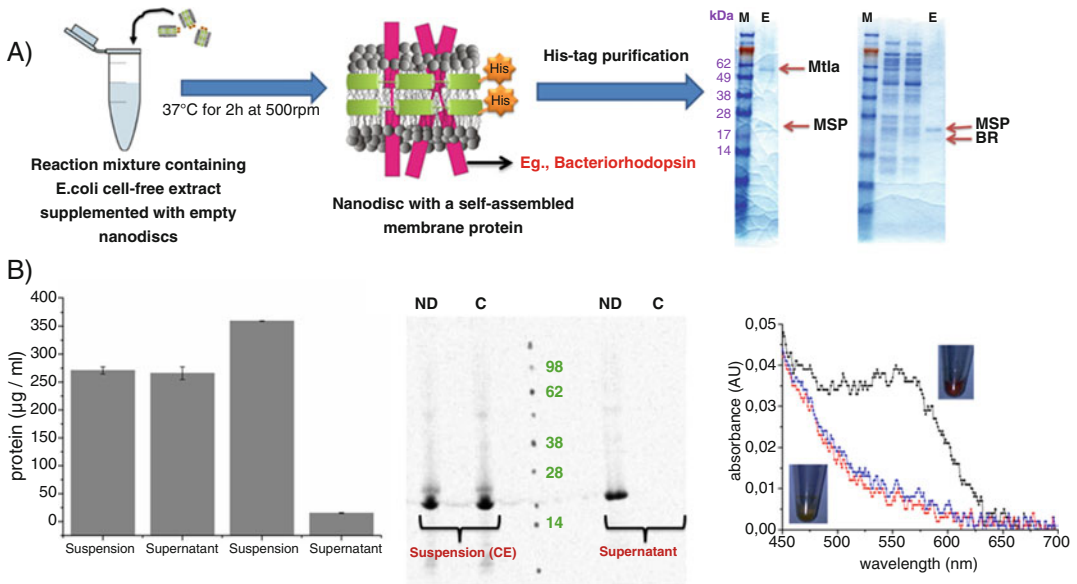 A)
37°C for 2h at 500rpm
Reaction mixture containing
E.coli cell-free extract
supplemented with empty
nanodiscs
His
His
Eg., Bacteriorhodopsin
Nanodisc with a self-assembled
membrane protein
His-tag purification
kDa M E
62
49
38
28
17
14
Mtla
MSP
M E
MSP
BR
B)
protein (µg / ml)
400
350
300
250
200
150
100
50
0
Suspension Supernatant Suspension Supernatant
ND C ND C
98
62
38
28
14
Suspension (CE) Supernatant
absorbance (AU)
0,05
0,04
0,03
0,02
0,01
0,00
450 500 550 600 650 700
wavelength (nm)